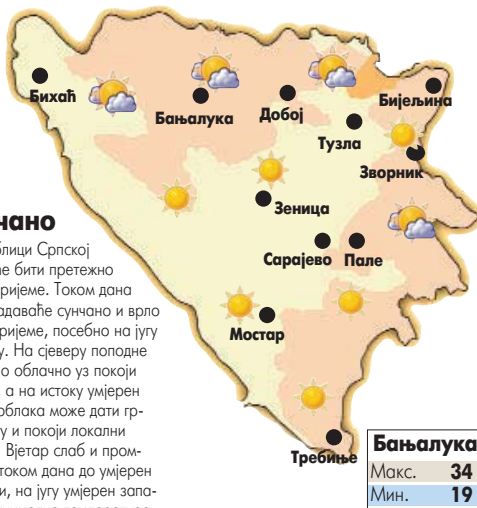 Бихаћ
Бањалука
Добој
Бијељина
Тузла
Зворник
Зеница
Сарајево Пале
Мостар
Требиње
чано
блици Српској
ће бити претежно
ријеме. Током дана
адаваће сунчано и врло
ријеме, посебно на југу
у. На сјеверу поподне
о облачно уз покоји
, а на истоку умјерен
облака може дати гр-
у и покоји локални
Вјетар слаб и пром-
током дана до умјерен
и, на југу умјерен запа-
Бањалука
Макс. 34
Мин. 19